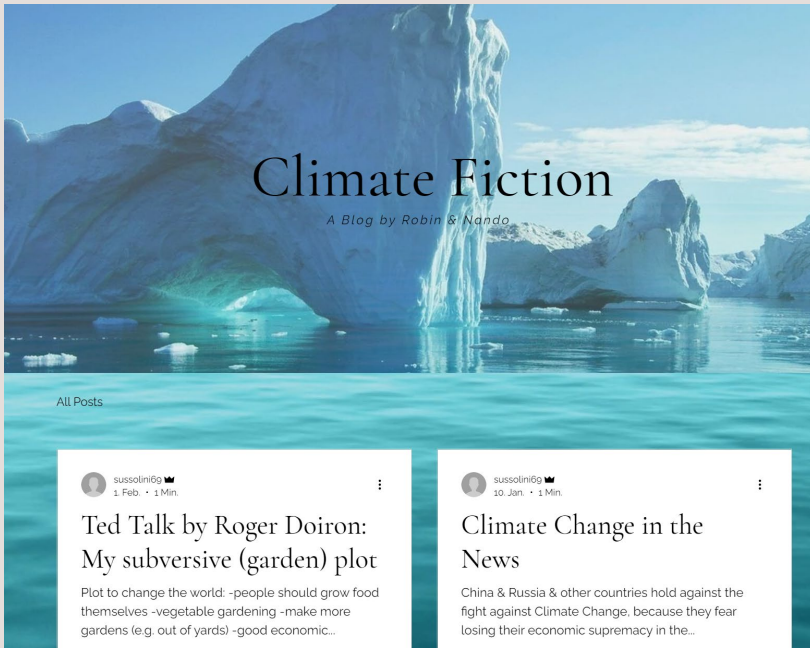 Climate Fiction
A Blog by Robin & Nando
All Posts
sussolini69
1. Feb. • 1 Min.
Ted Talk by Roger Doiron:
My subversive (garden) plot
Plot to change the world: -people should grow food
themselves -vegetable gardening -make more
gardens (e.g. out of yards) -good economic...
sussolini69
10. Jan. • 1 Min.
Climate Change in the
News
China & Russia & other countries hold against the
fight against Climate Change, because they fear
losing their economic supremacy in the...